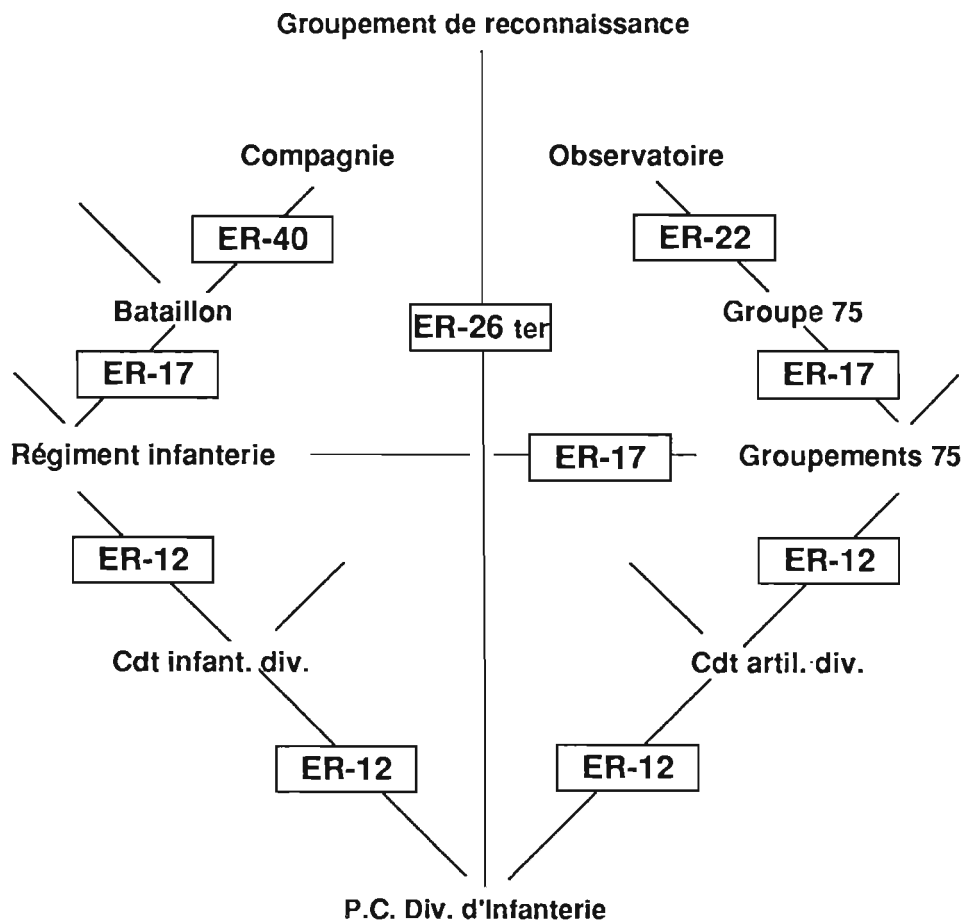 Groupement de reconnaissance
Compagnie
Observatoire
ER-40
ER-22
Bataillon
ER-26 ter
Groupe 75
ER-17
ER-17
Régiment infanterie
ER-17
Groupements 75
ER-12
ER-12
Cdt infant. div.
Cdt artil. div.
ER-12
ER-12
P.C. Div. d'Infanterie